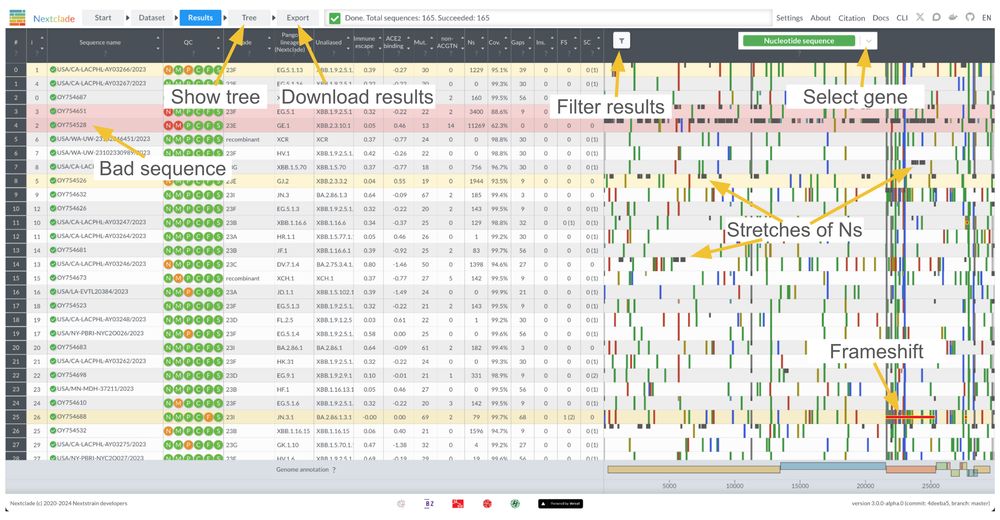 Nextclade Start Dataset Results Tree Export Done. Total sequences: 165. Succeeded: 165 Settings About Citation Docs CLI EN
# i Sequence name QC ade Pango lineage (Nextclade) Unaliased Immune escape ACE2 binding Mut. non-ACGTN Ns Cov. Gaps Ins. FS SC Nucleotide sequence
? ? ? ? ? ? ? ? ? ? ? ? ? ? ? ? ? ?
0 1 USA/CA-LACPHL-AY03266/2023 N M P C F S 23F EG.5.1.13 XBB.1.9.2.5.1. 0.39 -0.27 30 0 1229 95.1% 39 0 0 0 (1)
1 4 USA/CA-LACPHL-AY03267/2023 N M P C F S 23F EG.5.1.16 XBB.1.9.2.5.1 0.32 -0.22 20 0 0 99.3% 30 0 0 0 (1)
2 0 OY754687 2 160 99.5% 56 0
Show tree
Download results
Filter results
Select gene
3 3 OY754651 N M P C F S 23F EG.5.1 XBB.1.9.2.5.1 0.32 -0.22 22 2 3400 88.6% 9 0
4 2 OY754528 N M P C F S 23E GE.1 XBB.2.3.10.1 0.05 0.46 13 14 11269 62.3% 0 0 0 0
5 6 N M P C F S recombinant XCR XCR 0.37 -0.77 24 0 0 98.8% 30 0 0 0 (1)
6 7 USA/WA-UW-23102330989/2023 N M P C F S 23F HV.1 XBB.1.9.2.5.1. 0.42 -0.26 22 0 0 98.8% 30 0 0 0 (1)
7 8 N M P C F S XBB.1.5.70 XBB.1.5.70 0.37 -0.77 18 0 756 96.7% 30 0 0 0 (1)
Bad sequence
8 5 OY754526 N M P C F S 23E GJ.2 XBB.2.3.3.2 0.04 0.55 19 0 1944 93.5% 9 0 0 0
9 9 OY754632 N M P C F S 23I JN.3 BA.2.86.1.3 0.64 -0.09 67 2 185 99.4% 3 0 0 0
10 12 OY754626 N M P C F S 23F EG.5.1.3 XBB.1.9.2.5.1. 0.32 -0.22 20 2 143 99.5% 9 0 0 0 (1)
11 10 USA/CA-LACPHL-AY03247/2023 N M P C F S 23B XBB.1.16.6 XBB.1.16.6 0.34 -0.37 25 0 129 98.8% 32 0 0 (1) 0 (1)
Stretches of Ns
12 11 USA/CA-LACPHL-AY03264/2023 N M P C F S 23A HR.1.1 XBB.1.5.77.1. 0.05 0.46 26 0 1 99.2% 30 0 0 0 (1)
13 14 OY754681 N M P C F S 23B JF.1 XBB.1.16.6.1 0.39 -0.92 25 2 83 99.7% 56 0 0 0 (1)
14 13 USA/CA-LACPHL-AY03246/2023 N M P C F S 23C DV.7.1.4 BA.2.75.3.4.1. 0.80 -1.46 50 0 1398 94.6% 27 0 0 0
15 15 OY754673 N M P C F S recombinant XCH.1 XCH.1 0.37 -0.77 27 5 142 99.5% 9 0 0 0 (1)
16 16 USA/LA-EVTL20384/2023 N M P C F S 23A JD.1.1 XBB.1.5.102.1 0.39 -1.49 24 0 0 99.9% 21 0 0 0 (1)
17 18 OY754523 N M P C F S 23F EG.5.1.3 XBB.1.9.2.5.1. 0.32 -0.22 21 2 143 99.5% 9 0 0 0 (1)
18 19 USA/CA-LACPHL-AY03248/2023 N M P C F S 23D FL.2.5 XBB.1.9.1.2.5 0.03 0.61 22 0 1 99.2% 30 0 0 0 (1)
19 17 USA/NY-PBRI-NYC2O026/2023 N M P C F S 23F EG.5.1.4 XBB.1.9.2.5.1. 0.58 0.00 25 0 0 99.6% 56 0 0 0 (1)
20 20 OY754683 N M P C F S 23I BA.2.86.1 BA.2.86.1 0.64 -0.09 61 2 182 99.4% 3 0 0 0
Frameshift
21 21 USA/CA-LACPHL-AY03262/2023 N M P C F S 23F HK.31 XBB.1.9.2.5.1. 0.32 -0.22 24 0 0 99.3% 30 0 0 0 (1)
22 22 OY754698 N M P C F S 23D EG.9.1 XBB.1.9.2.9.1 0.10 -0.01 21 1 331 98.9% 9 0 0 0 (2)
23 23 USA/MN-MDH-37211/2023 N M P C F S 23B HF.1 XBB.1.16.13.1 0.05 0.46 27 0 0 99.5% 56 0 0 0 (1)
24 24 OY754610 N M P C F S 23F EG.5.1.6 XBB.1.9.2.5.1. 0.32 -0.22 20 3 142 99.5% 9 0 0 0 (1)
25 26 OY754688 N M P C F S 23I JN.3.1 BA.2.86.1.3.1 -0.00 0.00 69 2 79 99.7% 68 0 1 (2) 0
26 25 OY754532 N M P C F S 23B XBB.1.16.15 XBB.1.16.15 0.06 0.40 21 0 1596 94.7% 9 0 0 0 (1)
27 29 USA/CA-LACPHL-AY03275/2023 N M P C F S 23G GK.1.10 XBB.1.5.70.1. 0.47 -1.38 32 0 4 99.2% 27 0 0 0 (1)
28 27 USA/NY-PBRI-NYC2O027/2023 N M P C F S 23F HV.1.6 XBB.1.9.2.5.1 0.69 -0.19 29 0 19 99.6% 56 0 0 0 (1)
Genome annotation ?
5000 10000 15000 20000 25000
Nextclade (c) 2020-2024 Nextstrain developers BZ SIB Powered by Vercel version 3.0.0-alpha.0 (commit: 4deeba5, branch: master)